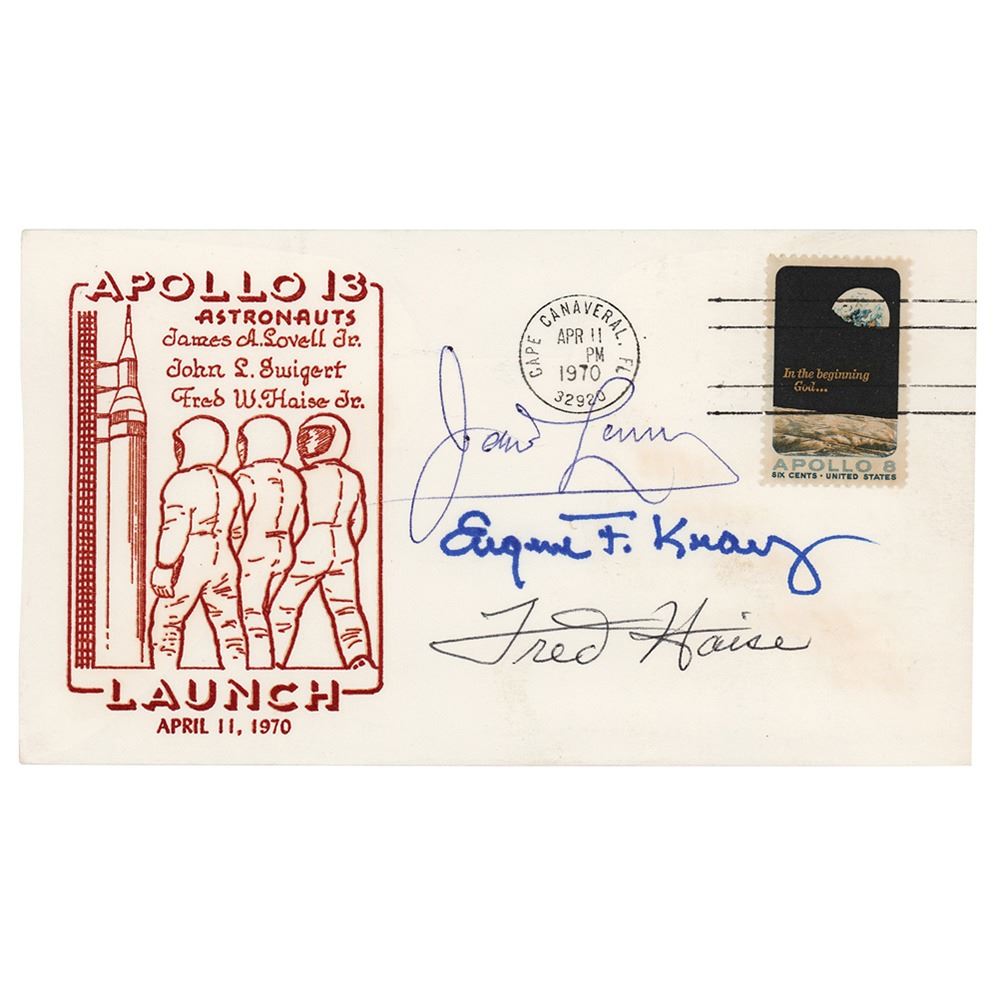 APOLLO 13
ASTRONAUTS
James A. Lovell Jr.
John L. Swigert
Fred W. Haise Jr.
LAUNCH
APRIL 11, 1970
CAPE CANAVERAL, FL
APR 11
PM
1970
32920
In the beginning
God...
APOLLO 8
SIX CENTS · UNITED STATES
Eugene F. Kranz
Fred Haise